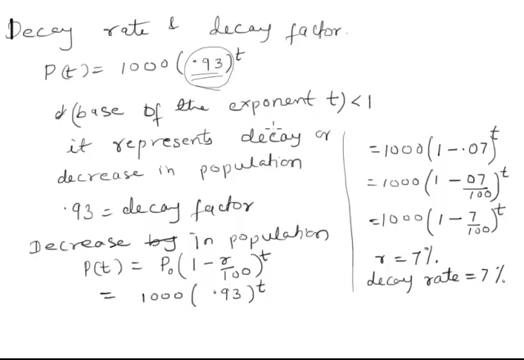 Decay rate & decay factor.
P(t) = 1000(.93)^t
(base of the exponent t) < 1
it represents decay or
decrease in population
.93 = decay factor
Decrease in population
P(t) = P₀(1 - r/100)^t
= 1000(.93)^t
= 1000(1 - .07)^t
= 1000(1 - 07/100)^t
= 1000(1 - 7/100)^t
r = 7%.
decay rate = 7%